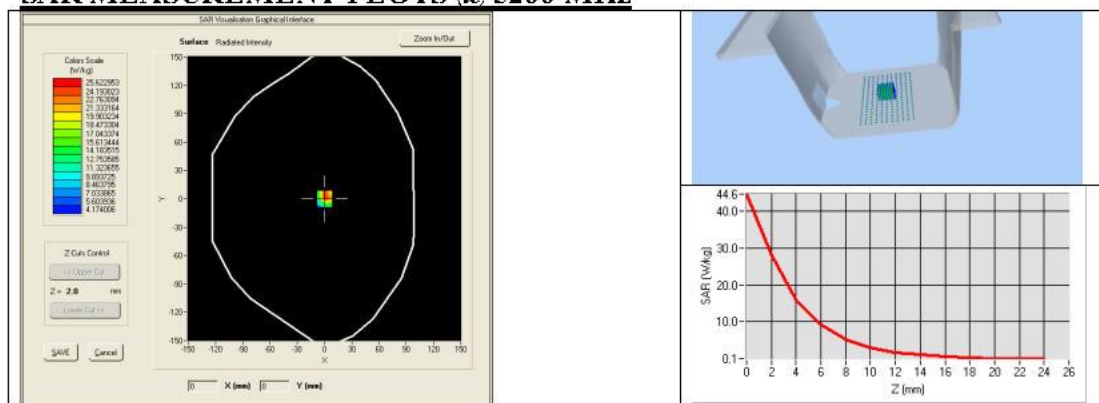 SAR MEASUREMENT PLOTS @ 5200 MHz
SAR Visualisation Graphical Interface
Surface Radiated Intensity
Zoom In/Out
Colors Scale
(W/kg)
25.622953
24.193023
22.763094
21.333164
19.903234
18.473304
17.043374
15.613444
14.183515
12.753585
11.323655
9.893725
8.463795
7.033865
5.603936
4.174006
150
120
90
60
30
0
-30
-60
-90
-120
-150
Y
-150 -120 -90 -60 -30 0 30 60 90 120 150
X
Z-Cuts Control
<< Upper Cut
Z = 2.0 mm
Lower Cut >>
SAVE Cancel
0 X (mm) 0 Y (mm)
44.6
40.0
30.0
20.0
10.0
0.1
SAR (W/kg)
0 2 4 6 8 10 12 14 16 18 20 22 24 26
Z (mm)